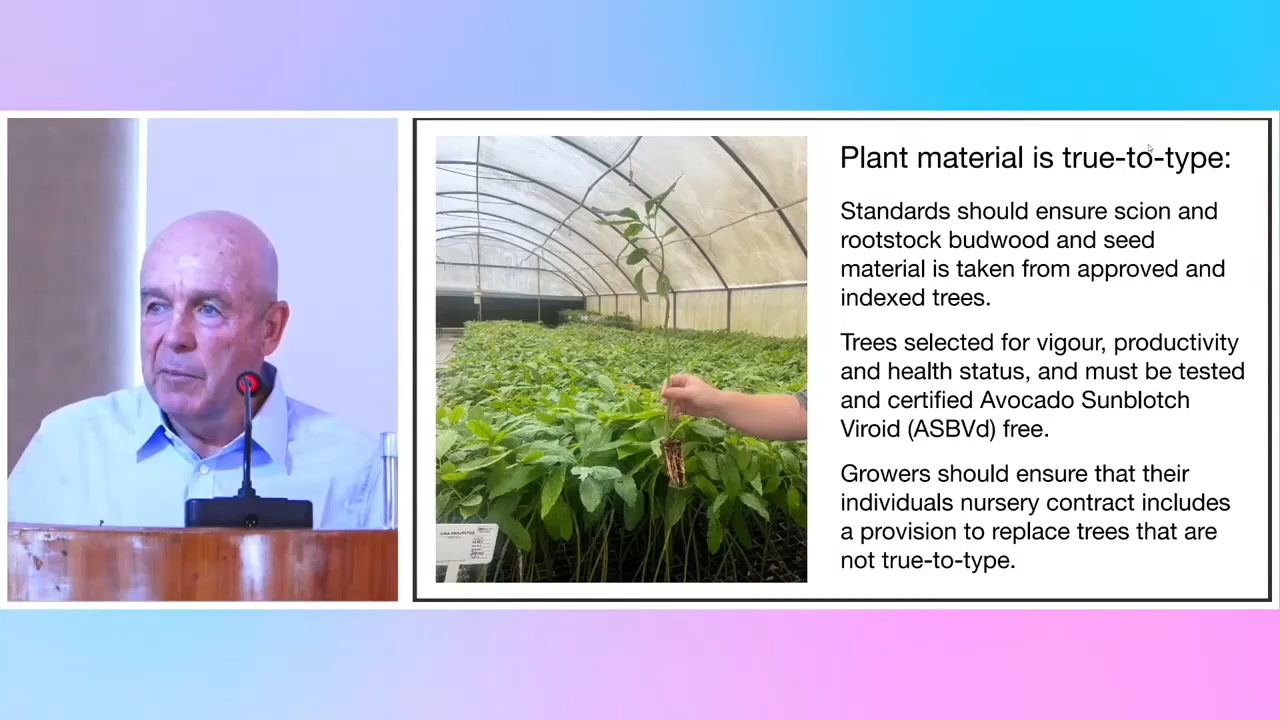 Plant material is true-to-type:
Standards should ensure scion and
rootstock budwood and seed
material is taken from approved and
indexed trees.
Trees selected for vigour, productivity
and health status, and must be tested
and certified Avocado Sunblotch
Viroid (ASBVd) free.
Growers should ensure that their
individuals nursery contract includes
a provision to replace trees that are
not true-to-type.